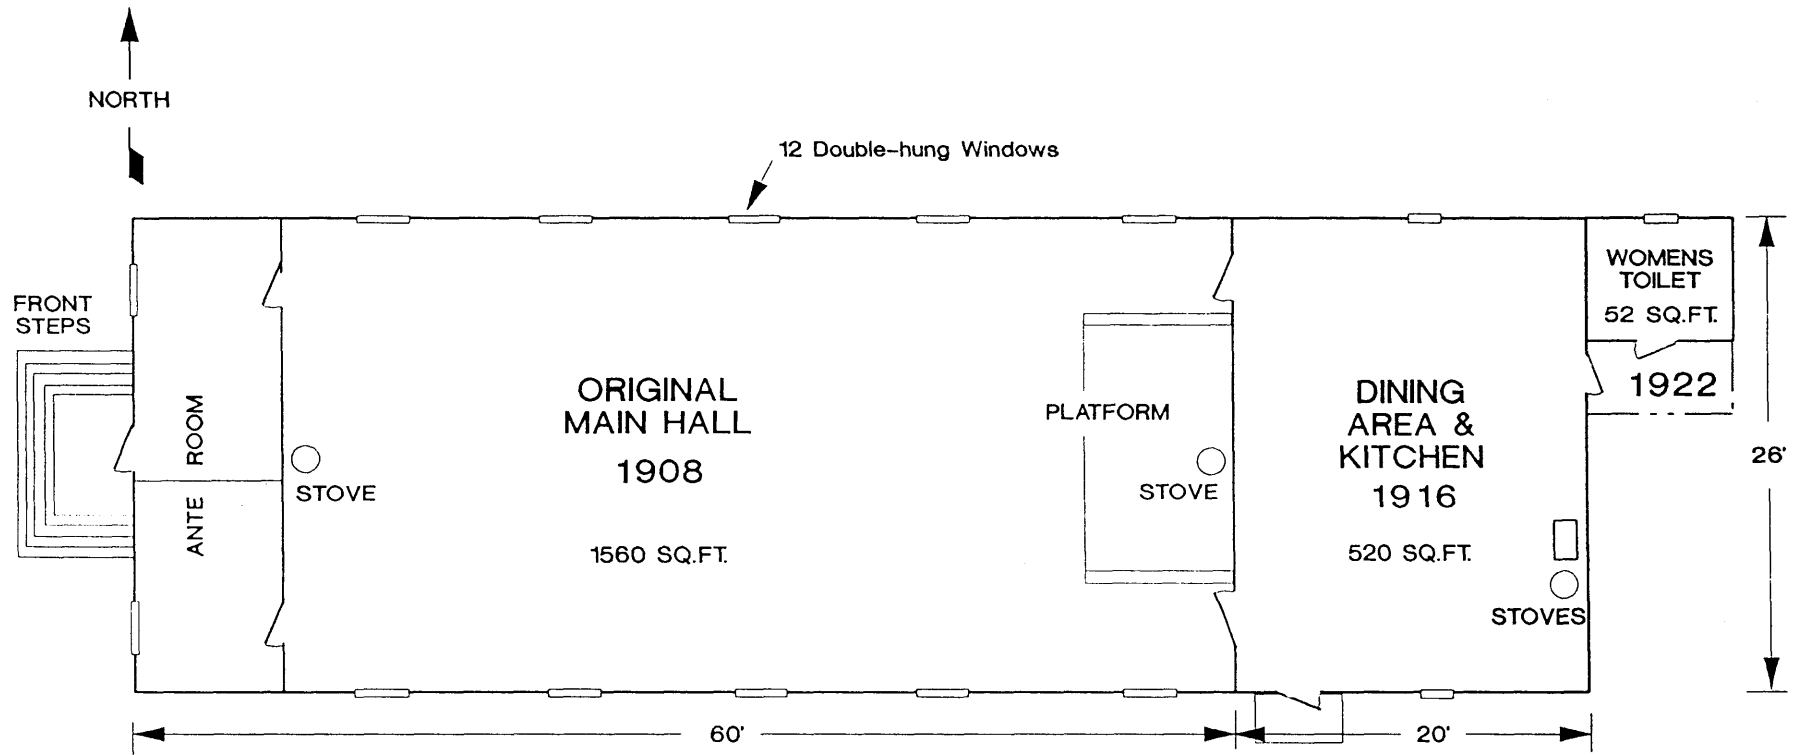 NORTH
12 Double-hung Windows
FRONT
STEPS
ANTE ROOM
ORIGINAL
MAIN HALL
1908
1560 SQ.FT.
STOVE
PLATFORM
STOVE
DINING
AREA &
KITCHEN
1916
520 SQ.FT.
STOVES
WOMENS
TOILET
52 SQ.FT.
1922
26'
60'
20'